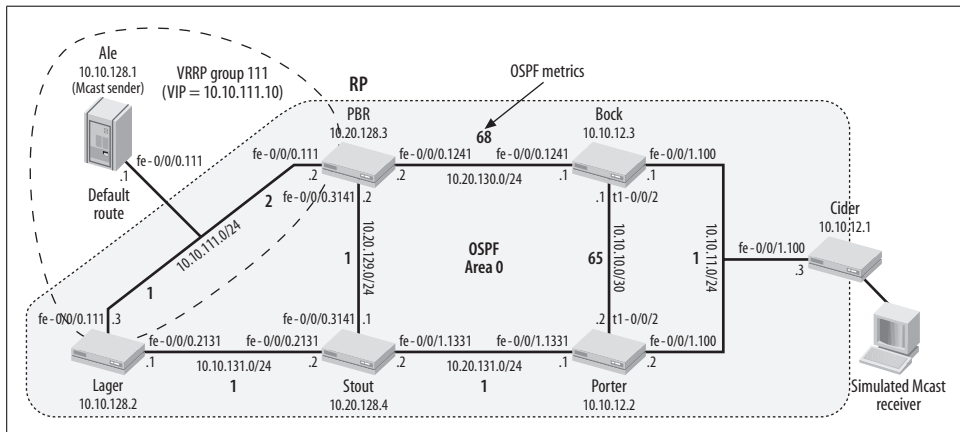 Ale
10.10.128.1
(Mcast sender)
VRRP group 111
(VIP = 10.10.111.10)
RP
PBR
10.20.128.3
OSPF metrics
Bock
10.10.12.3
68
fe-0/0/0.111
fe-0/0/0.111
fe-0/0/0.1241
fe-0/0/0.1241
fe-0/0/1.100
.1
.2
.2
10.20.130.0/24
.1
.1
Default
route
2
fe-0/0/0.3141
.2
.1
t1-0/0/2
Cider
10.10.12.1
10.10.111.0/24
1
10.20.129.0/24
OSPF
Area 0
65
10.10.10.0/30
1
10.10.11.0/24
fe-0/0/1.100
.3
1
fe-0/0/0.111
.3
fe-0/0/0.3141
.1
.2
t1-0/0/2
fe-0/0/0.2131
fe-0/0/0.2131
fe-0/0/1.1331
fe-0/0/1.1331
fe-0/0/1.100
.1
10.10.131.0/24
.2
.2
10.20.131.0/24
.1
.2
Lager
10.10.128.2
1
Stout
10.20.128.4
1
Porter
10.10.12.2
Simulated Mcast
receiver